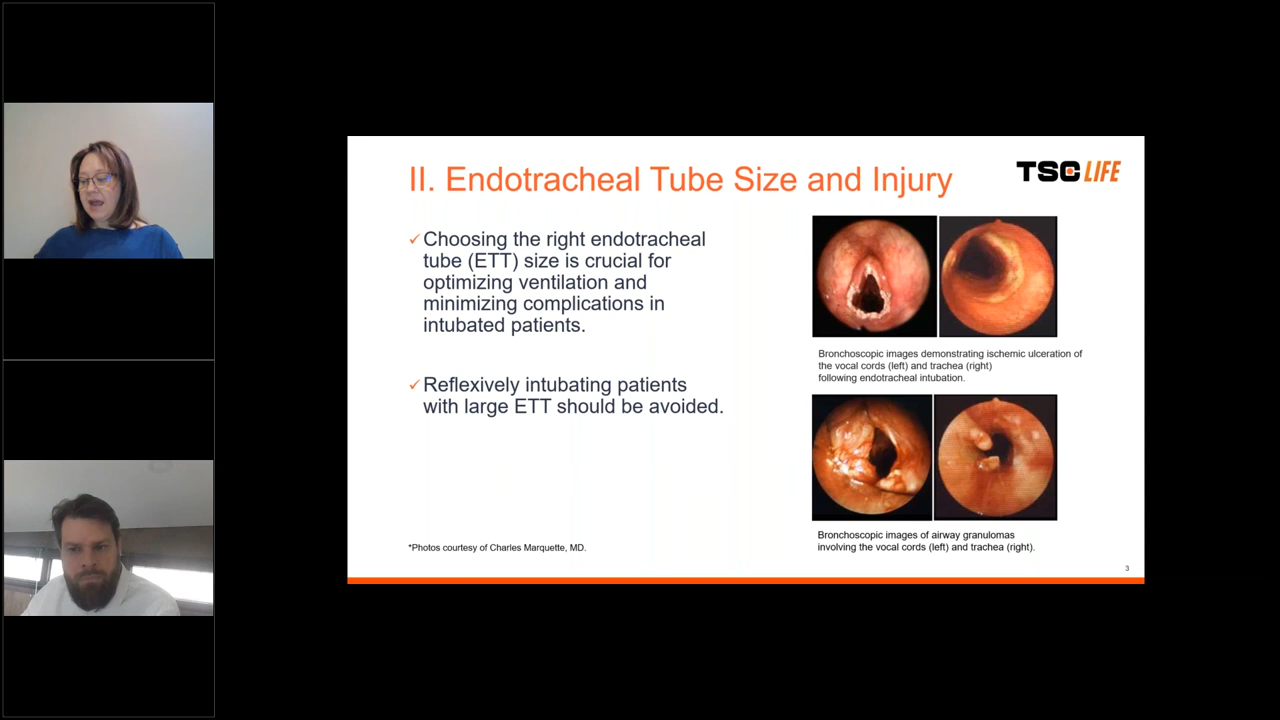 II. Endotracheal Tube Size and Injury
TSC LIFE
✓Choosing the right endotracheal
tube (ETT) size is crucial for
optimizing ventilation and
minimizing complications in
intubated patients.
✓Reflexively intubating patients
with large ETT should be avoided.
Bronchoscopic images demonstrating ischemic ulceration of
the vocal cords (left) and trachea (right)
following endotracheal intubation.
Bronchoscopic images of airway granulomas
involving the vocal cords (left) and trachea (right).
*Photos courtesy of Charles Marquette, MD.
3